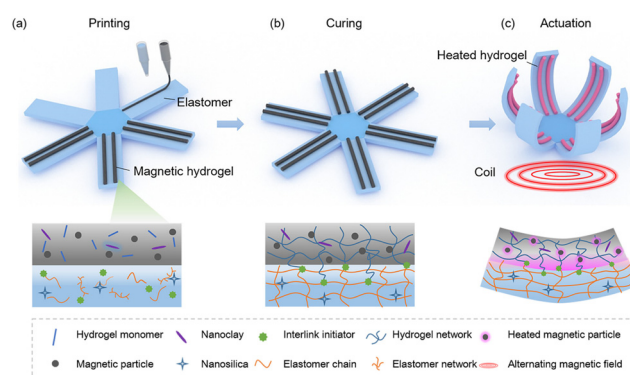 (a) Printing
(b) Curing
(c) Actuation
Elastomer
Magnetic hydrogel
Heated hydrogel
Coil
Hydrogel monomer
Nanoclay
Interlink initiator
Hydrogel network
Heated magnetic particle
Magnetic particle
Nanosilica
Elastomer chain
Elastomer network
Alternating magnetic field